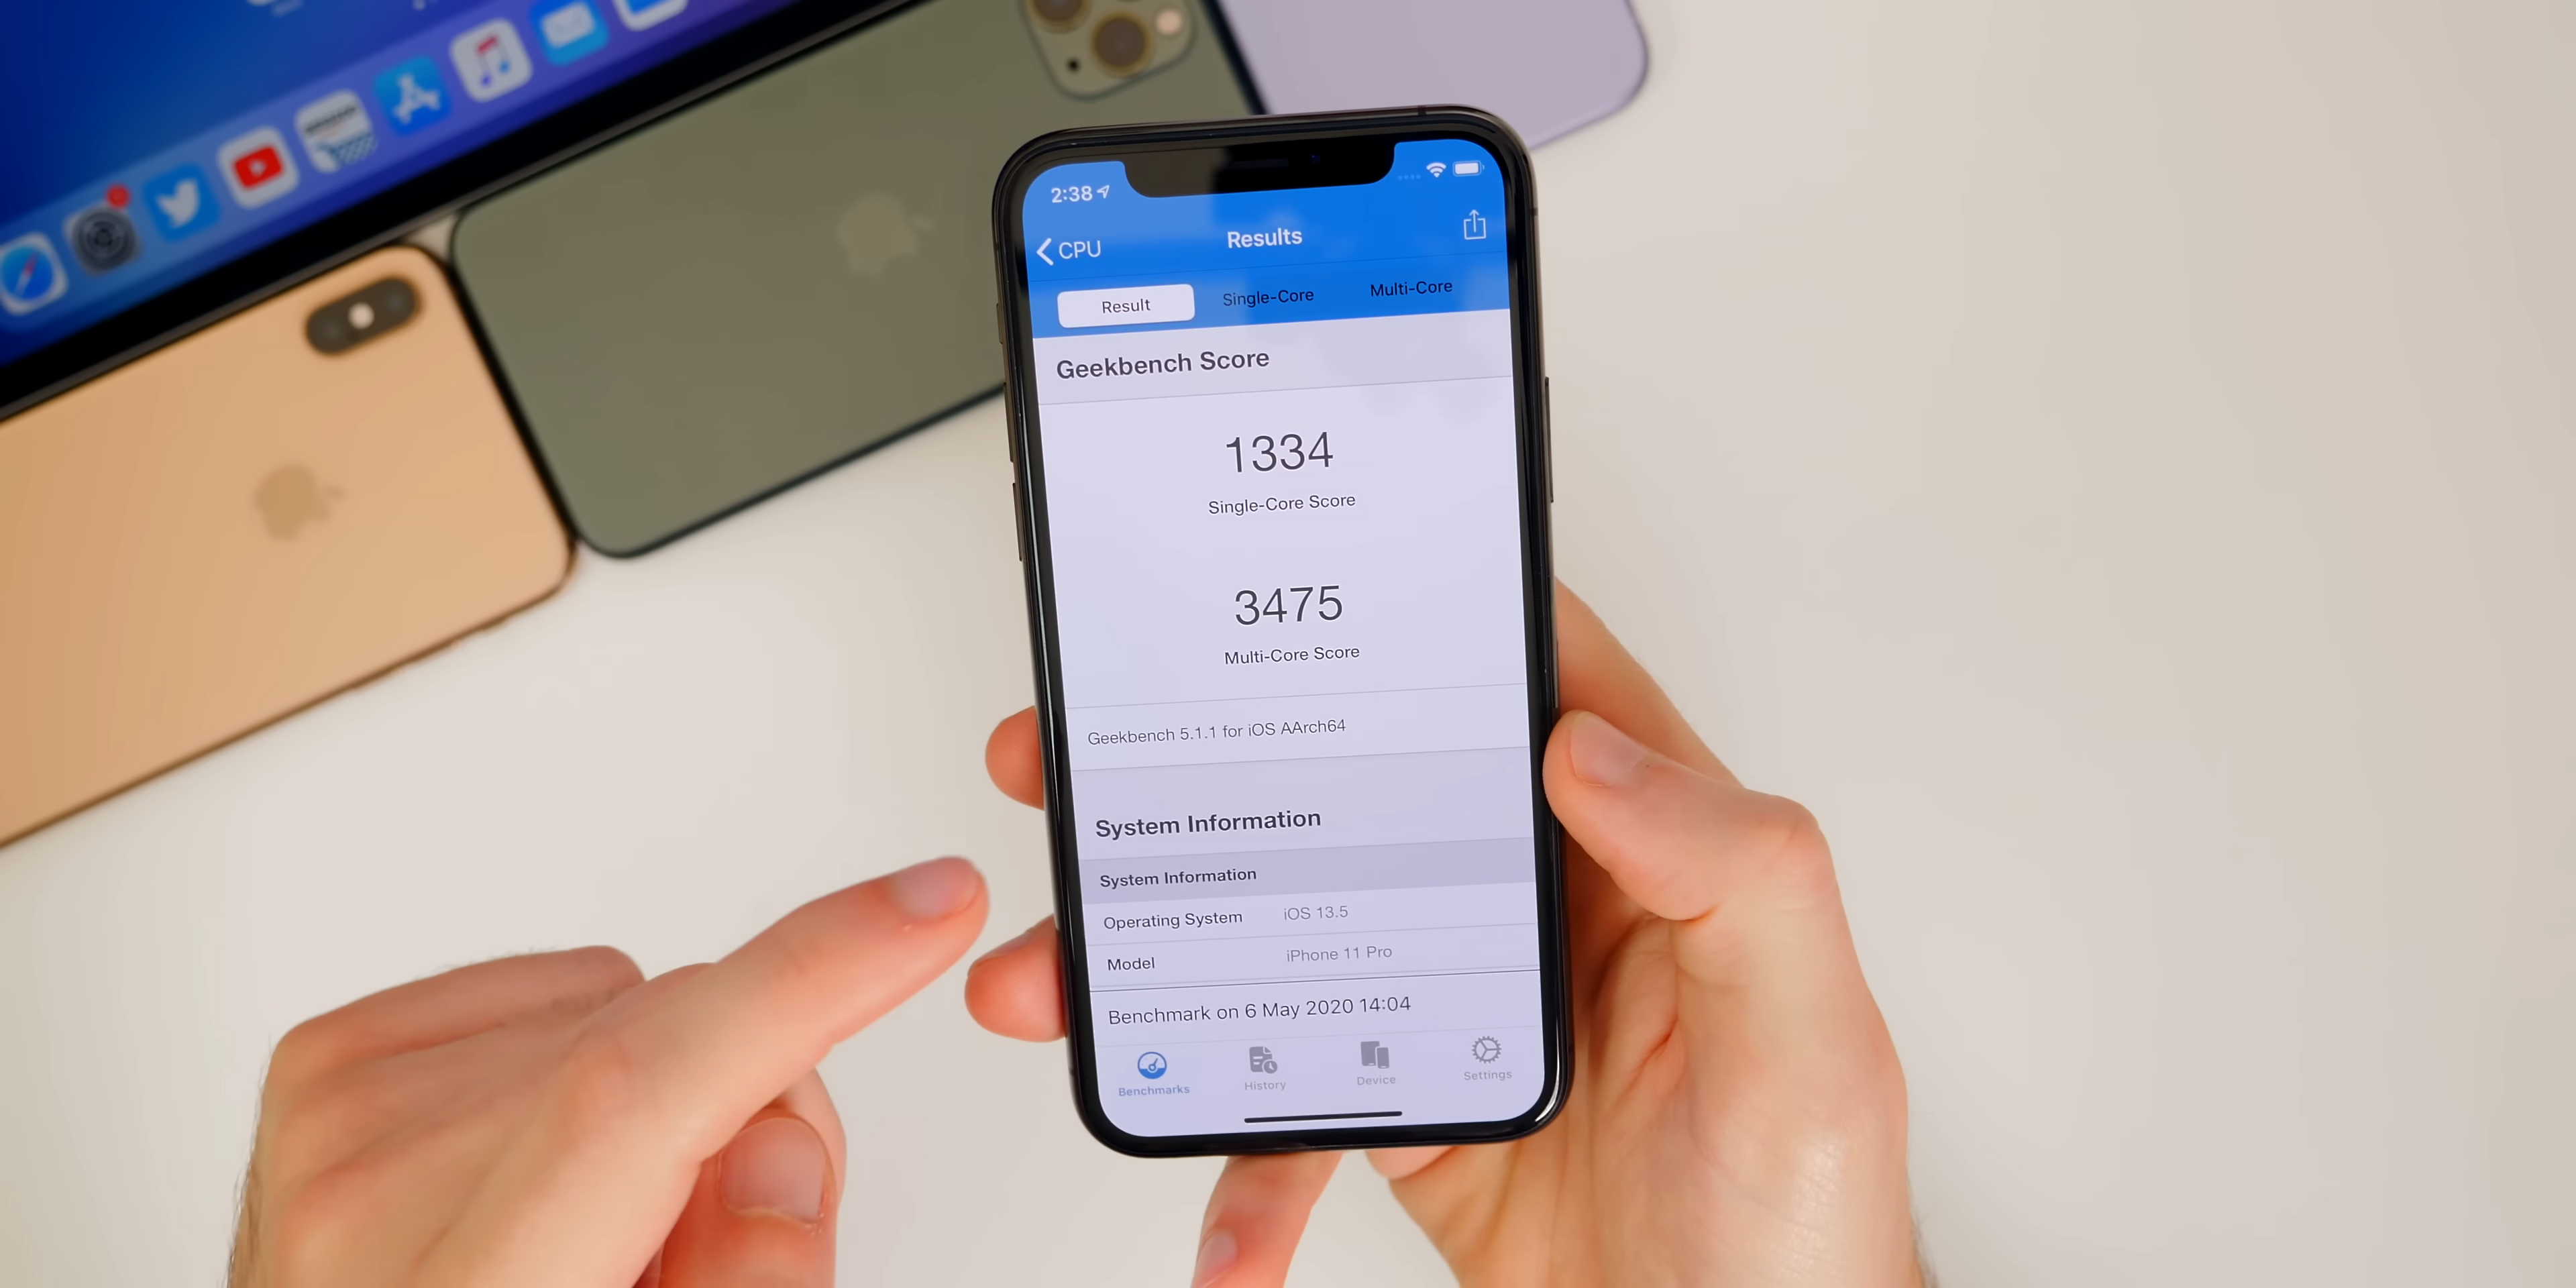 2:38
CPU
Results
Result
Single-Core
Multi-Core
Geekbench Score
1334
Single-Core Score
3475
Multi-Core Score
Geekbench 5.1.1 for iOS AArch64
System Information
System Information
Operating System iOS 13.5
Model iPhone 11 Pro
Benchmark on 6 May 2020 14:04
Benchmarks
History
Device
Settings